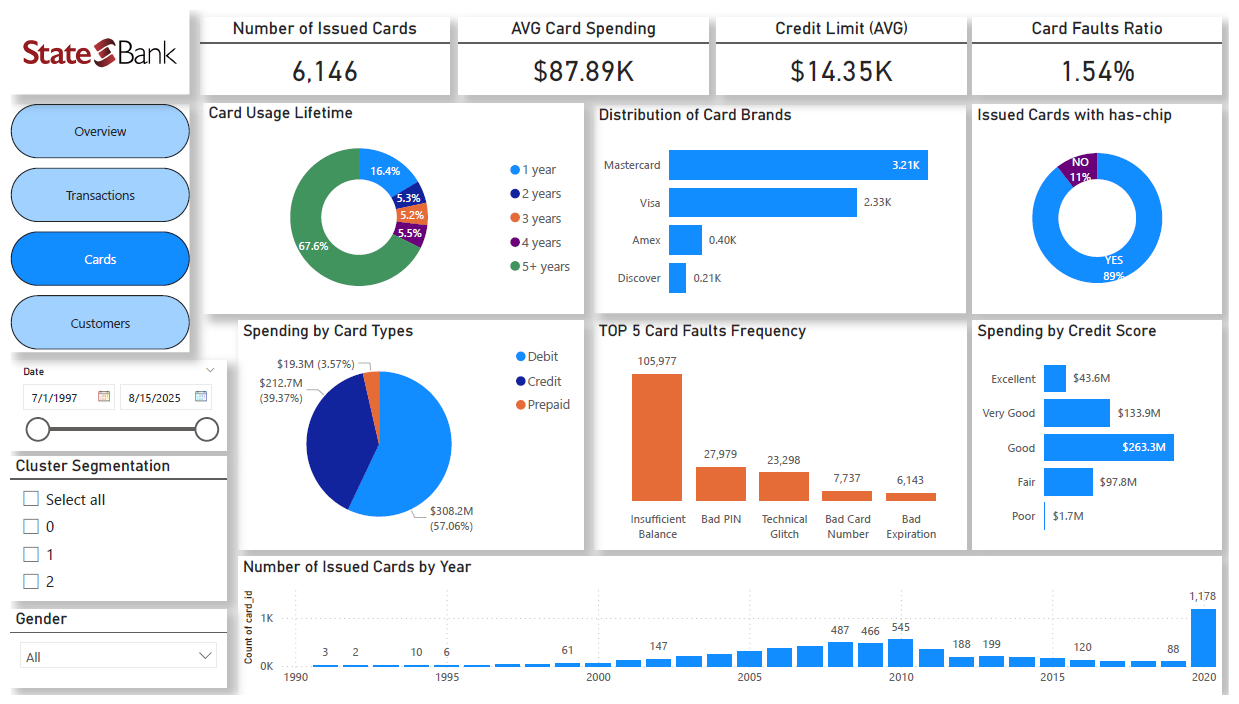 State Bank
Number of Issued Cards
6,146
AVG Card Spending
$87.89K
Credit Limit (AVG)
$14.35K
Card Faults Ratio
1.54%
Overview
Transactions
Cards
Customers
Date
7/1/1997
8/15/2025
Cluster Segmentation
Select all
0
1
2
Gender
All
Card Usage Lifetime
16.4%
5.3%
5.2%
5.5%
67.6%
1 year
2 years
3 years
4 years
5+ years
Distribution of Card Brands
Mastercard
3.21K
Visa
2.33K
Amex
0.40K
Discover
0.21K
Issued Cards with has-chip
NO
11%
YES
89%
Spending by Card Types
$19.3M (3.57%)
$212.7M
(39.37%)
$308.2M
(57.06%)
Debit
Credit
Prepaid
TOP 5 Card Faults Frequency
105,977
27,979
23,298
7,737
6,143
Insufficient
Balance
Bad PIN
Technical
Glitch
Bad Card
Number
Bad
Expiration
Spending by Credit Score
Excellent
$43.6M
Very Good
$133.9M
Good
$263.3M
Fair
$97.8M
Poor
$1.7M
Number of Issued Cards by Year
Count of card_id
1K
0K
3
2
10
6
61
147
487
466
545
188
199
120
88
1,178
1990
1995
2000
2005
2010
2015
2020